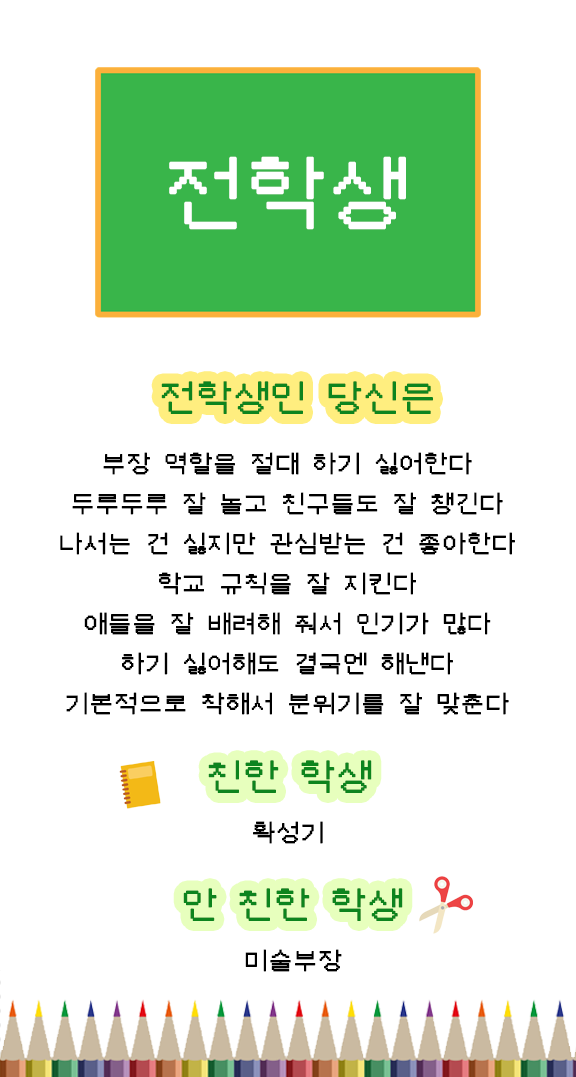 전학생
전학생인 당신은
부장 역할을 절대 하기 싫어한다
두루두루 잘 놀고 친구들도 잘 챙긴다
나서는 건 싫지만 관심받는 건 좋아한다
학교 규칙을 잘 지킨다
애들을 잘 배려해 줘서 인기가 많다
하기 싫어해도 결국엔 해낸다
기본적으로 착해서 분위기를 잘 맞춘다
친한 학생
확성기
안 친한 학생
미술부장